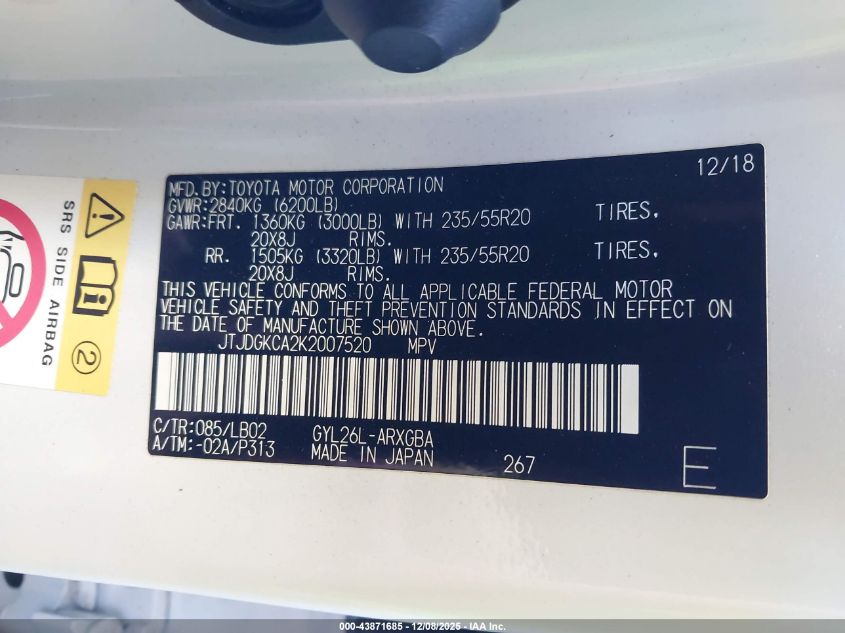 12/18
MFD.BY:TOYOTA MOTOR CORPORATION
GVWR:2840KG (6200LB)
GAWR:FRT. 1360KG (3000LB) WITH 235/55R20 TIRES,
20X8J RIMS.
RR. 1505KG (3320LB) WITH 235/55R20 TIRES,
20X8J RIMS.
THIS VEHICLE CONFORMS TO ALL APPLICABLE FEDERAL MOTOR
VEHICLE SAFETY AND THEFT PREVENTION STANDARDS IN EFFECT ON
THE DATE OF MANUFACTURE SHOWN ABOVE.
JTJDGKCA2K2007520 MPV
C/TR:085/LB02 GYL26L-ARXGBA
A/TM:-02A/P313 MADE IN JAPAN 267 E
SRS SIDE AIRBAG
2
000-43871685 - 12/08/2025 - IAA Inc.